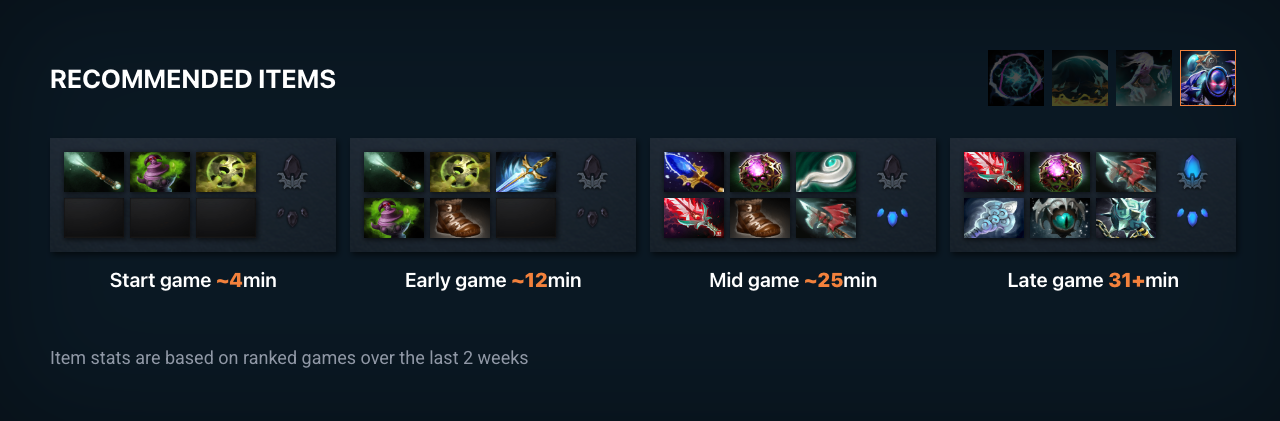 RECOMMENDED ITEMS
Start game ~4min
Early game ~12min
Mid game ~25min
Late game 31+min
Item stats are based on ranked games over the last 2 weeks